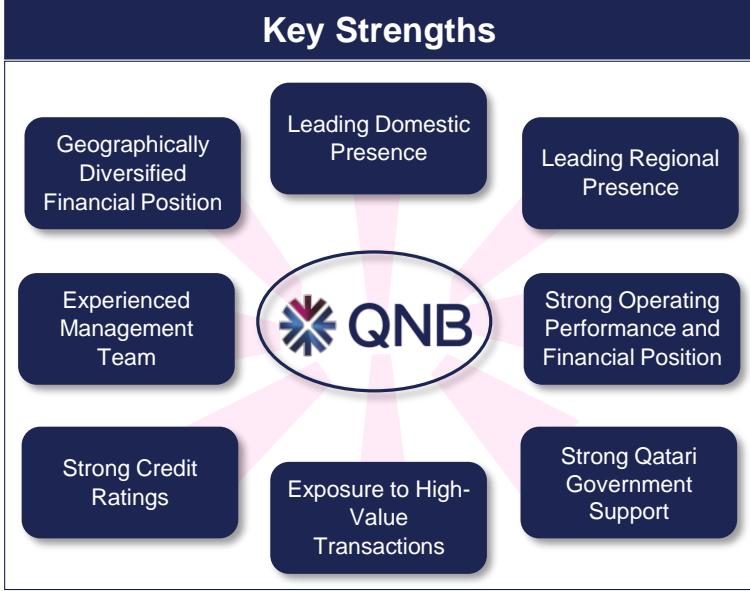 Key Strengths
Leading Domestic
Presence
Geographically
Diversified
Financial Position
Leading Regional
Presence
Experienced
Management
Team
QNB
Strong Operating
Performance and
Financial Position
Strong Credit
Ratings
Exposure to High-
Value
Transactions
Strong Qatari
Government
Support